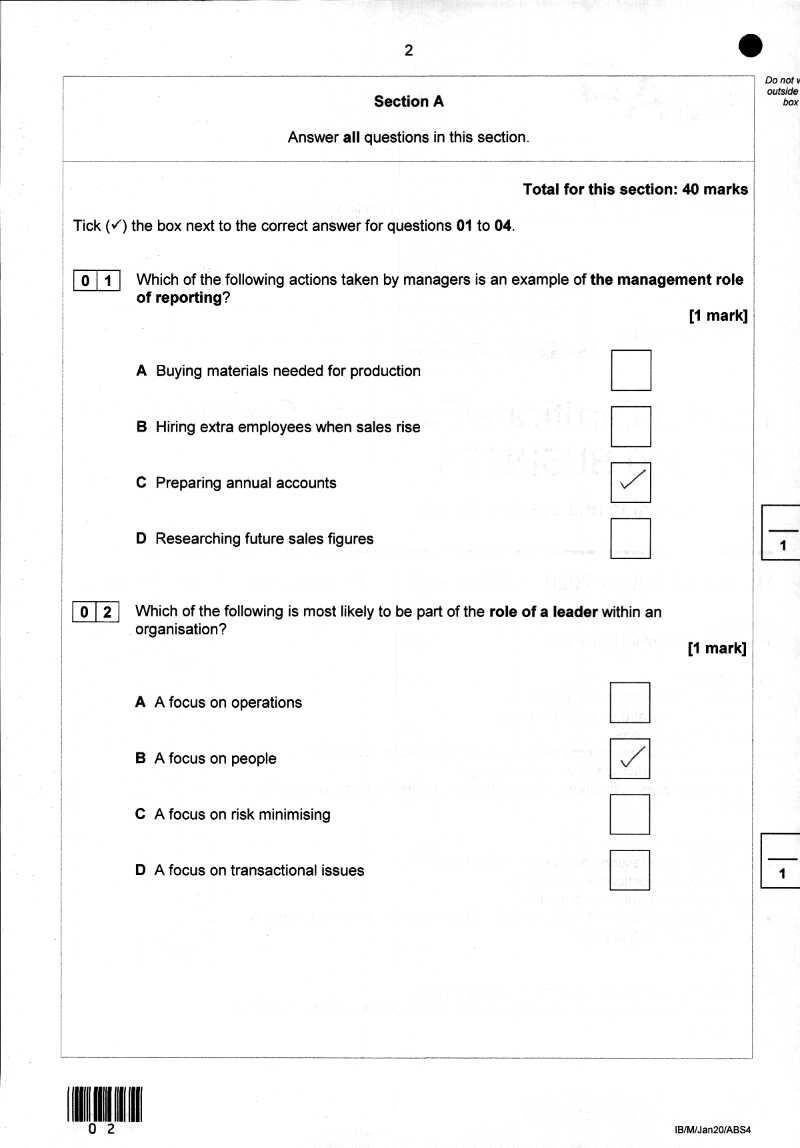 2
Do not
outside
box
Section A
Answer all questions in this section.
Total for this section: 40 marks
Tick (✓) the box next to the correct answer for questions 01 to 04.
0 1 Which of the following actions taken by managers is an example of the management role
of reporting?
[1 mark]
A Buying materials needed for production
B Hiring extra employees when sales rise
C Preparing annual accounts ✓
D Researching future sales figures
1
0 2 Which of the following is most likely to be part of the role of a leader within an
organisation?
[1 mark]
A A focus on operations
B A focus on people ✓
C A focus on risk minimising
D A focus on transactional issues
1
0 2
IB/M/Jan20/ABS4